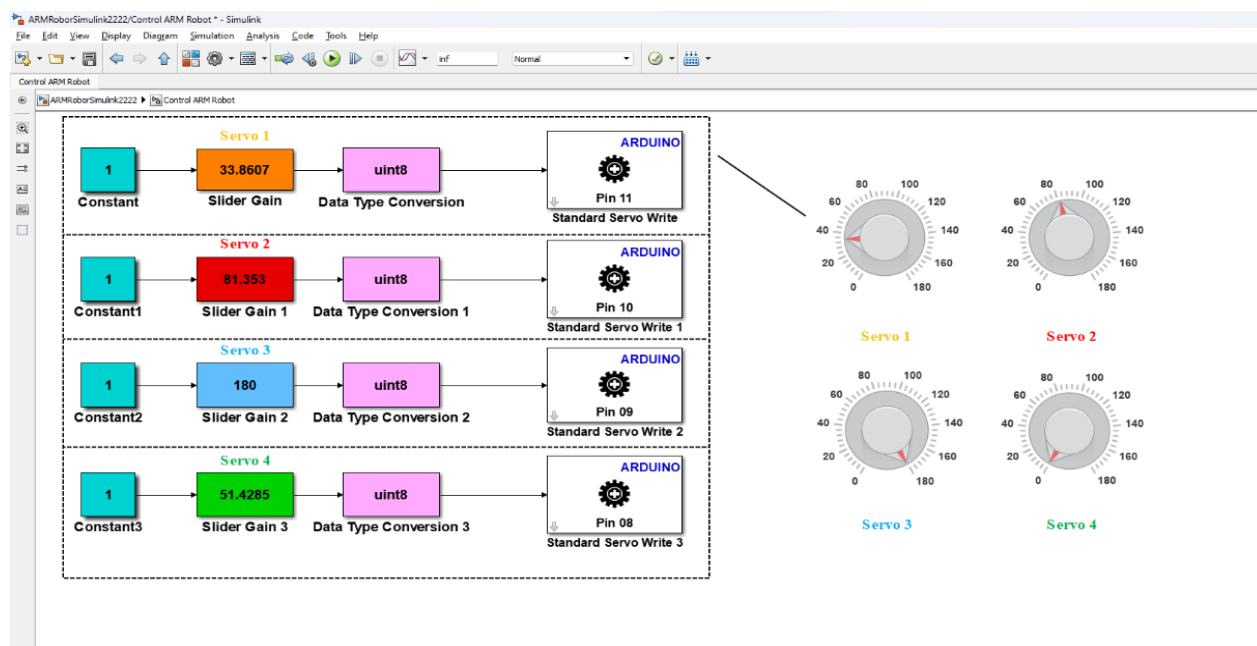 ARMRoborSimulink2222/Control ARM Robot * - Simulink
File Edit View Display Diagram Simulation Analysis Code Tools Help
inf Normal
Control ARM Robot
ARMRoborSimulink2222 Control ARM Robot
Servo 1
1 33.8607 uint8 ARDUINO
Pin 11
Constant Slider Gain Data Type Conversion Standard Servo Write
Servo 2
1 81.353 uint8 ARDUINO
Pin 10
Constant1 Slider Gain 1 Data Type Conversion 1 Standard Servo Write 1
Servo 3
1 180 uint8 ARDUINO
Pin 09
Constant2 Slider Gain 2 Data Type Conversion 2 Standard Servo Write 2
Servo 4
1 51.4285 uint8 ARDUINO
Pin 08
Constant3 Slider Gain 3 Data Type Conversion 3 Standard Servo Write 3
0 20 40 60 80 100 120 140 160 180
Servo 1
0 20 40 60 80 100 120 140 160 180
Servo 2
0 20 40 60 80 100 120 140 160 180
Servo 3
0 20 40 60 80 100 120 140 160 180
Servo 4